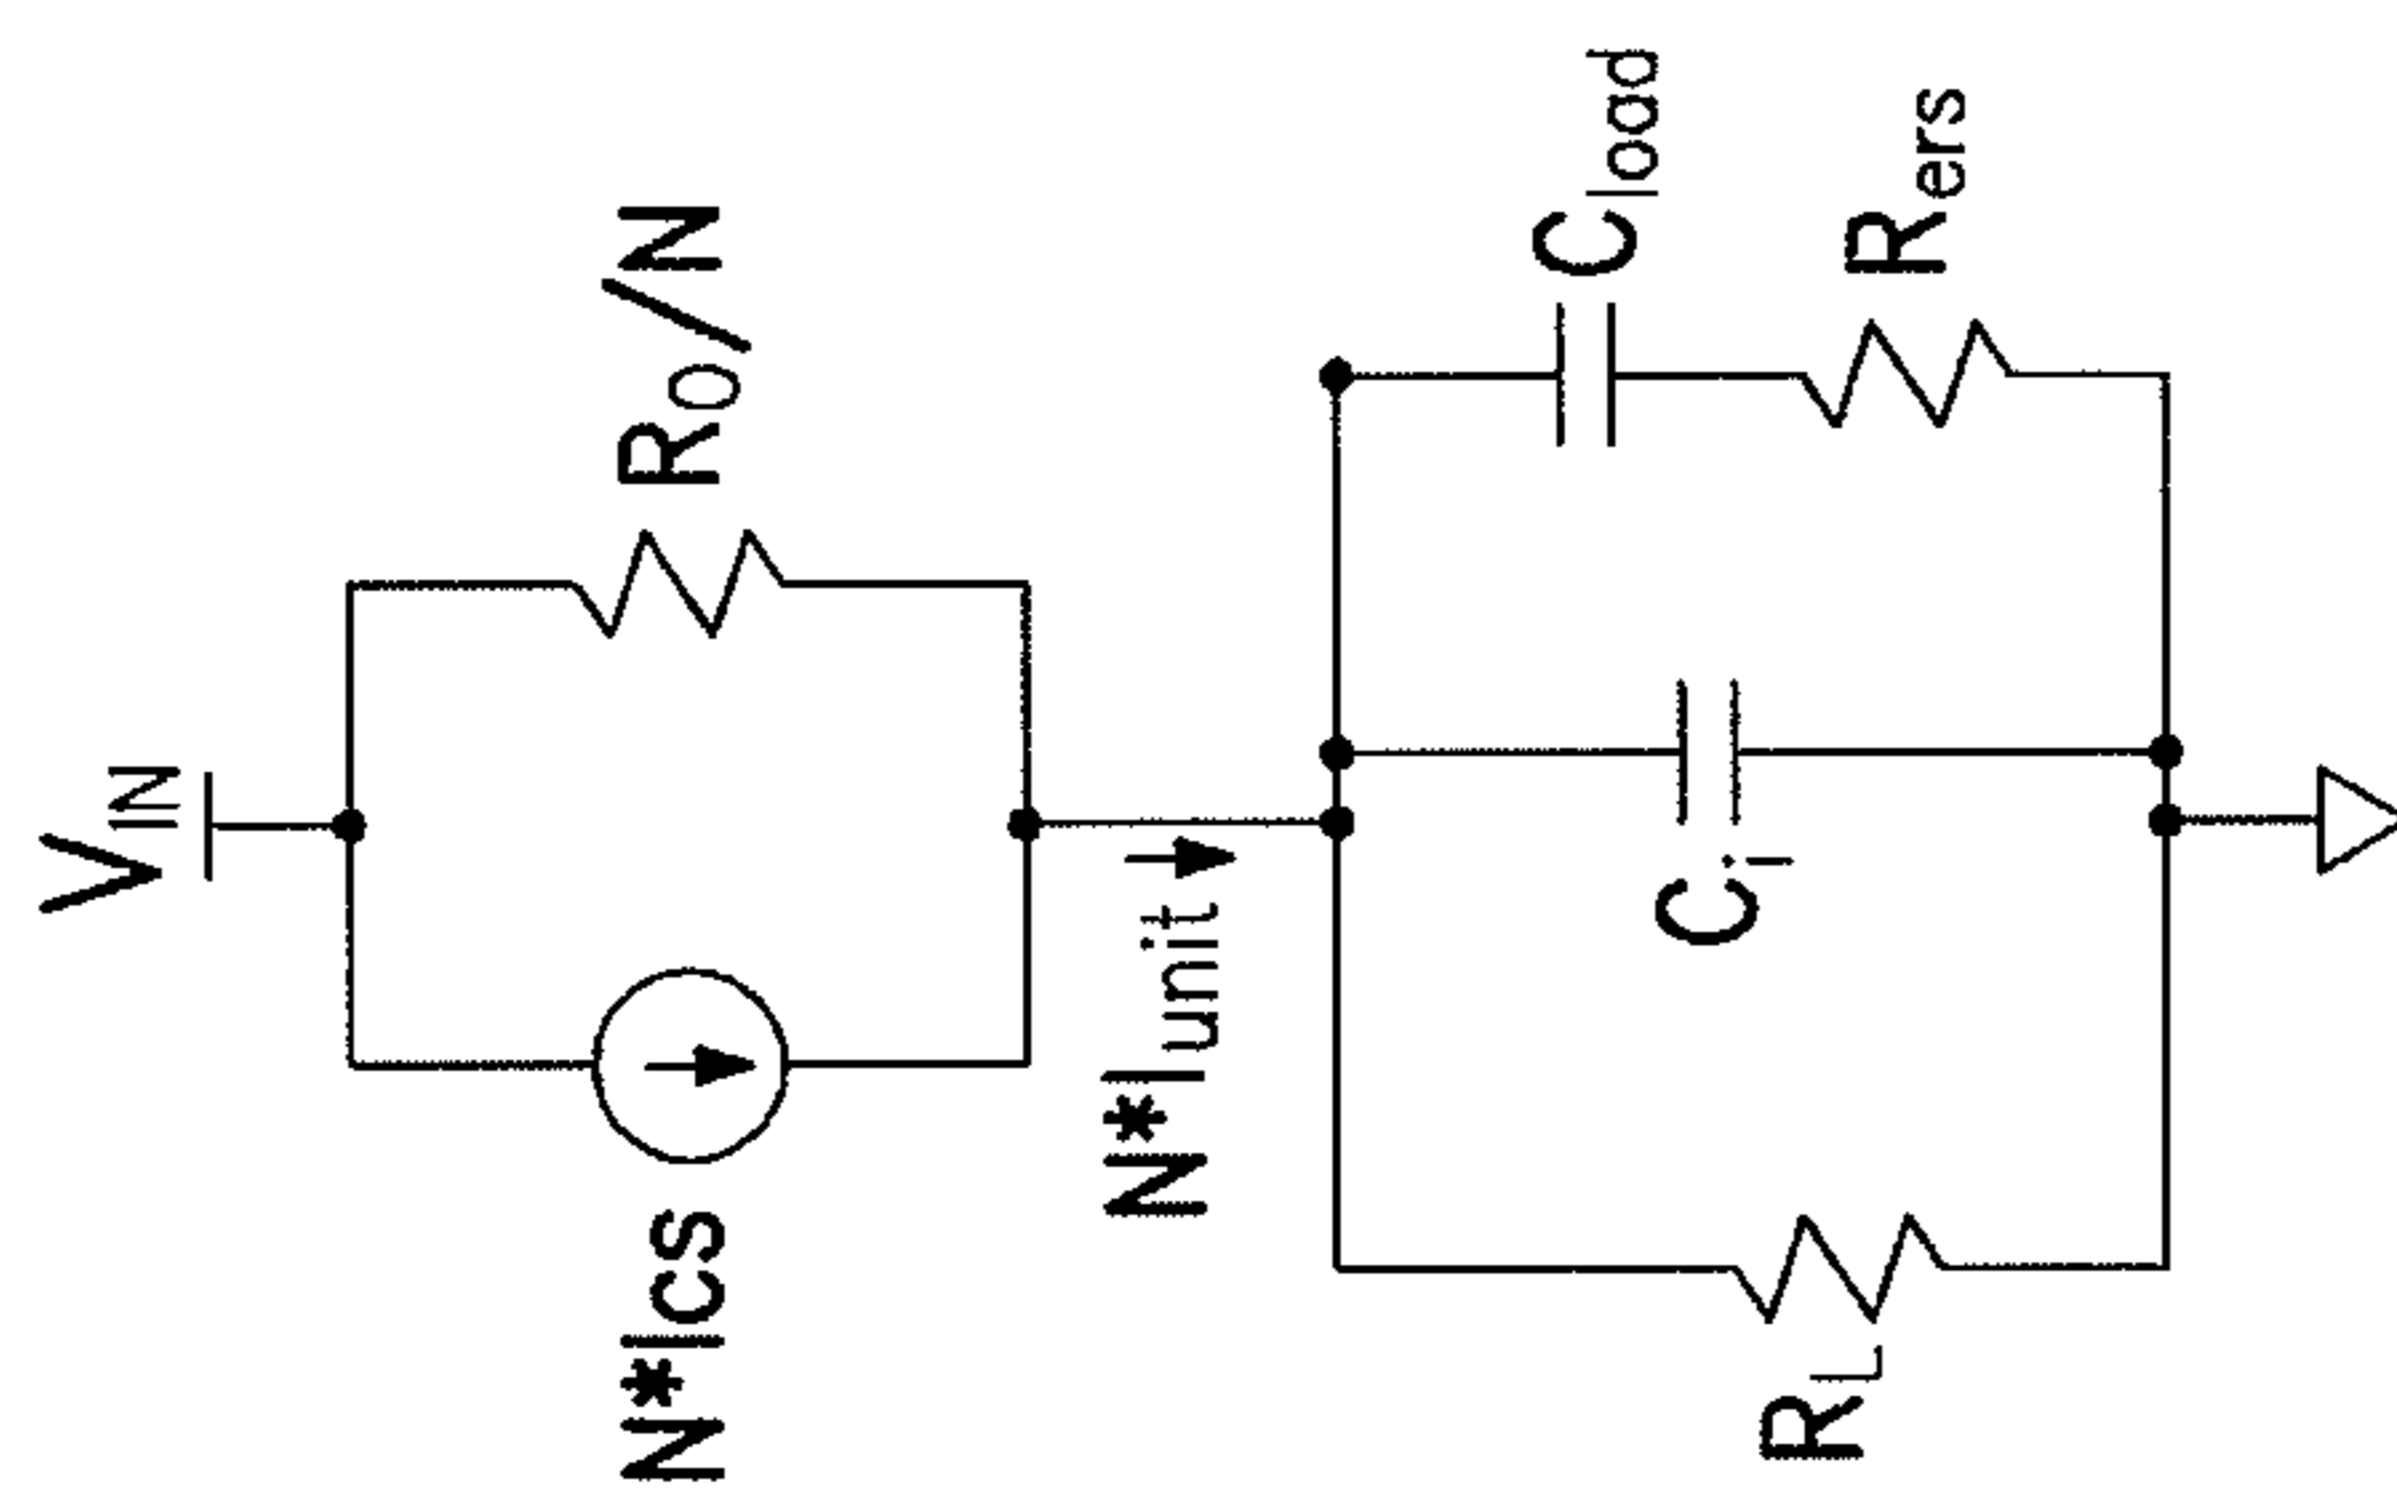 V_IN
N*Ics
R_O/N
N*I_unit
R_L
C_i
C_load
R_ers